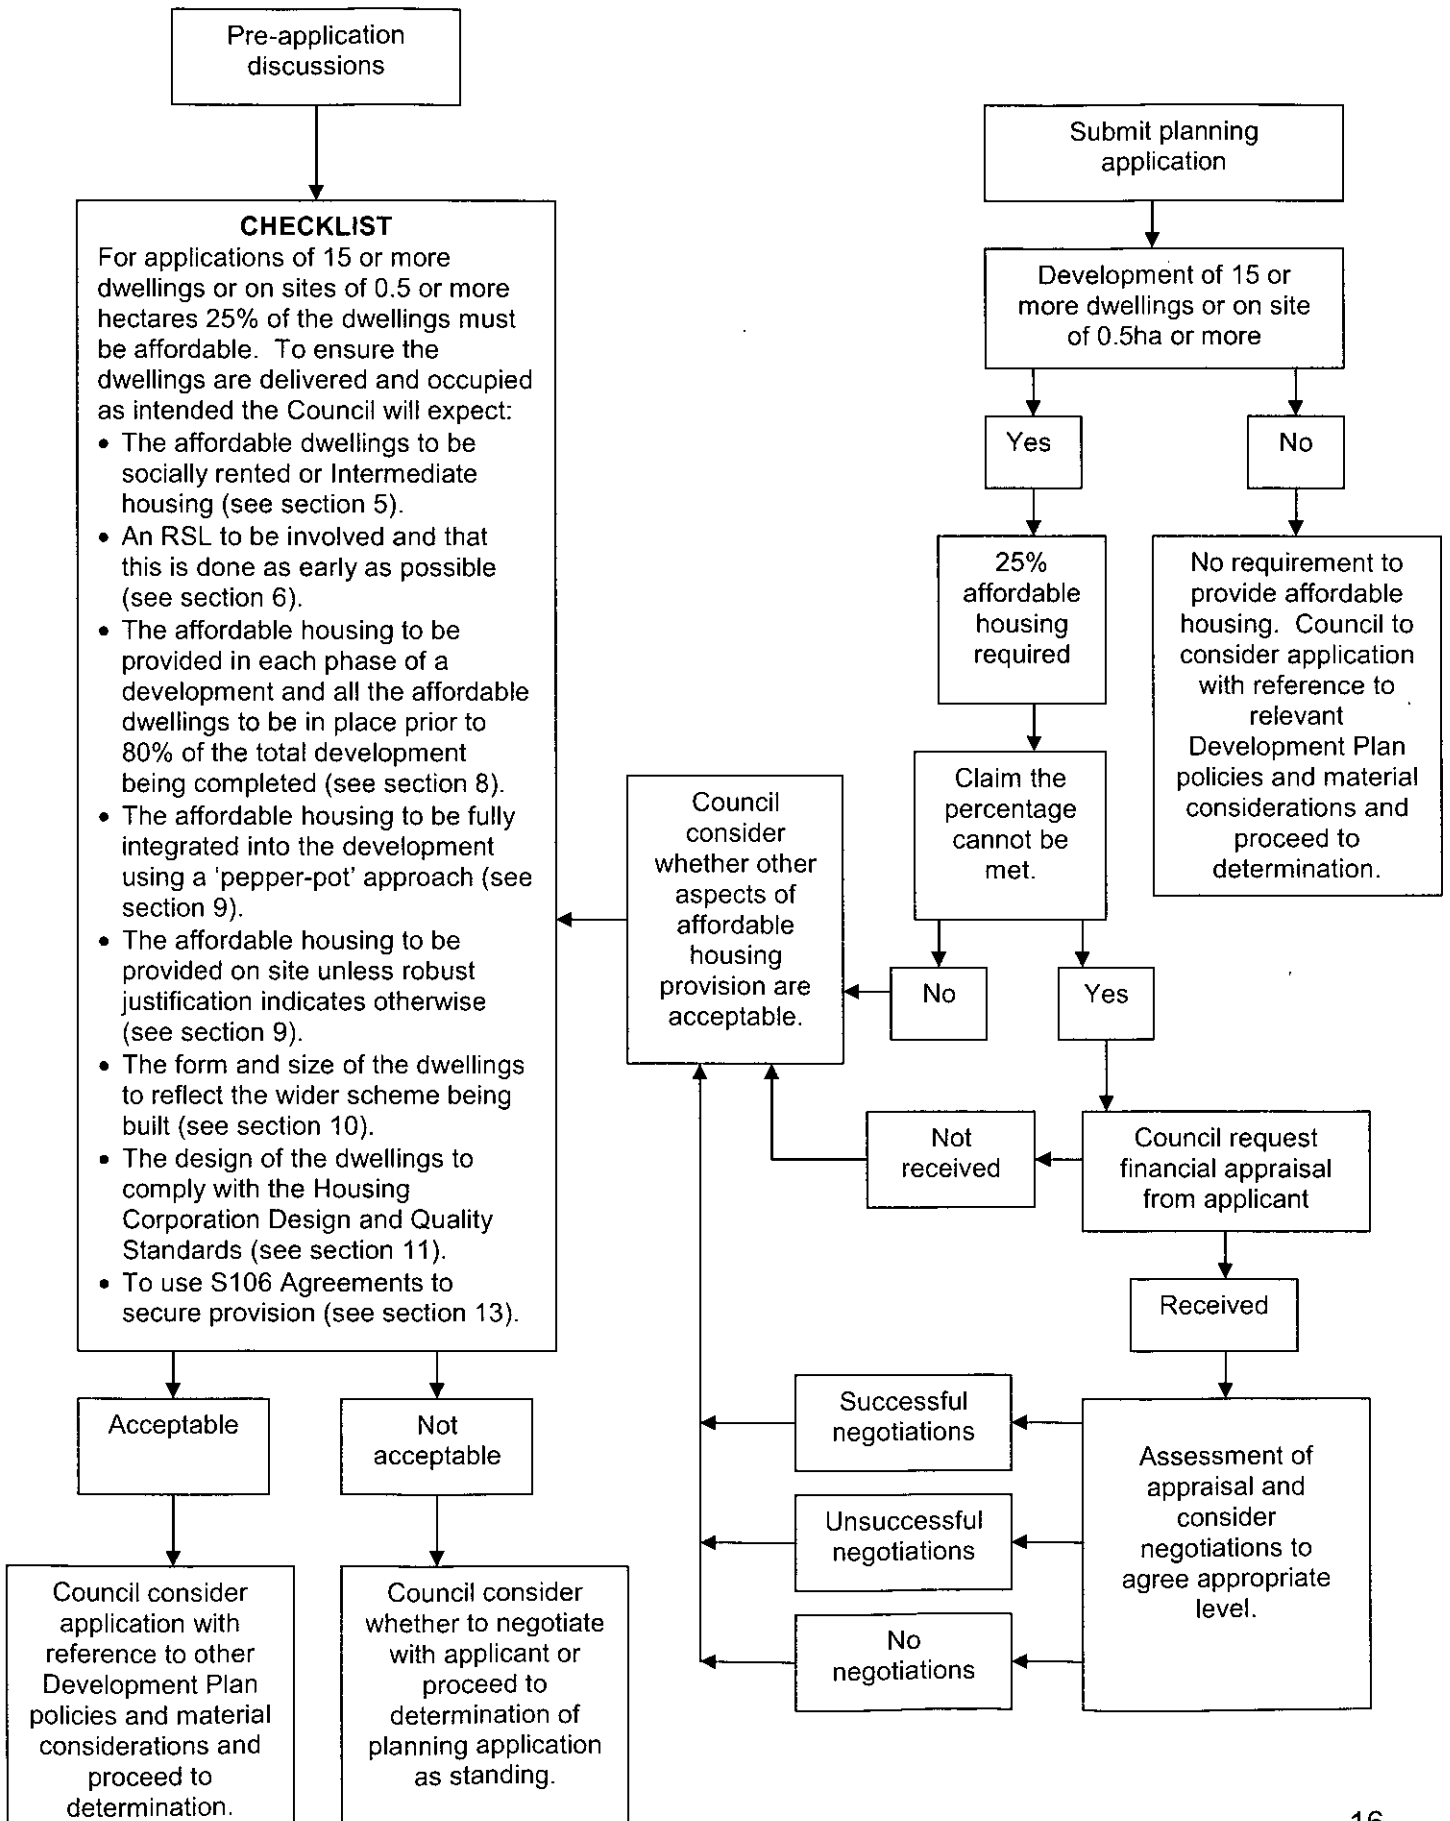 Pre-application
discussions
CHECKLIST
For applications of 15 or more
dwellings or on sites of 0.5 or more
hectares 25% of the dwellings must
be affordable. To ensure the
dwellings are delivered and occupied
as intended the Council will expect:
• The affordable dwellings to be
socially rented or Intermediate
housing (see section 5).
• An RSL to be involved and that
this is done as early as possible
(see section 6).
• The affordable housing to be
provided in each phase of a
development and all the affordable
dwellings to be in place prior to
80% of the total development
being completed (see section 8).
• The affordable housing to be fully
integrated into the development
using a 'pepper-pot' approach (see
section 9).
• The affordable housing to be
provided on site unless robust
justification indicates otherwise
(see section 9).
• The form and size of the dwellings
to reflect the wider scheme being
built (see section 10).
• The design of the dwellings to
comply with the Housing
Corporation Design and Quality
Standards (see section 11).
• To use S106 Agreements to
secure provision (see section 13).
Acceptable
Not
acceptable
Council consider
application with
reference to other
Development Plan
policies and material
considerations and
proceed to
determination.
Council consider
whether to negotiate
with applicant or
proceed to
determination of
planning application
as standing.
Submit planning
application
Development of 15 or
more dwellings or on site
of 0.5ha or more
Yes
No
25%
affordable
housing
required
No requirement to
provide affordable
housing. Council to
consider application
with reference to
relevant
Development Plan
policies and material
considerations and
proceed to
determination.
Claim the
percentage
cannot be
met.
Council
consider
whether other
aspects of
affordable
housing
provision are
acceptable.
No
Yes
Not
received
Council request
financial appraisal
from applicant
Received
Successful
negotiations
Unsuccessful
negotiations
No
negotiations
Assessment of
appraisal and
consider
negotiations to
agree appropriate
level.
16